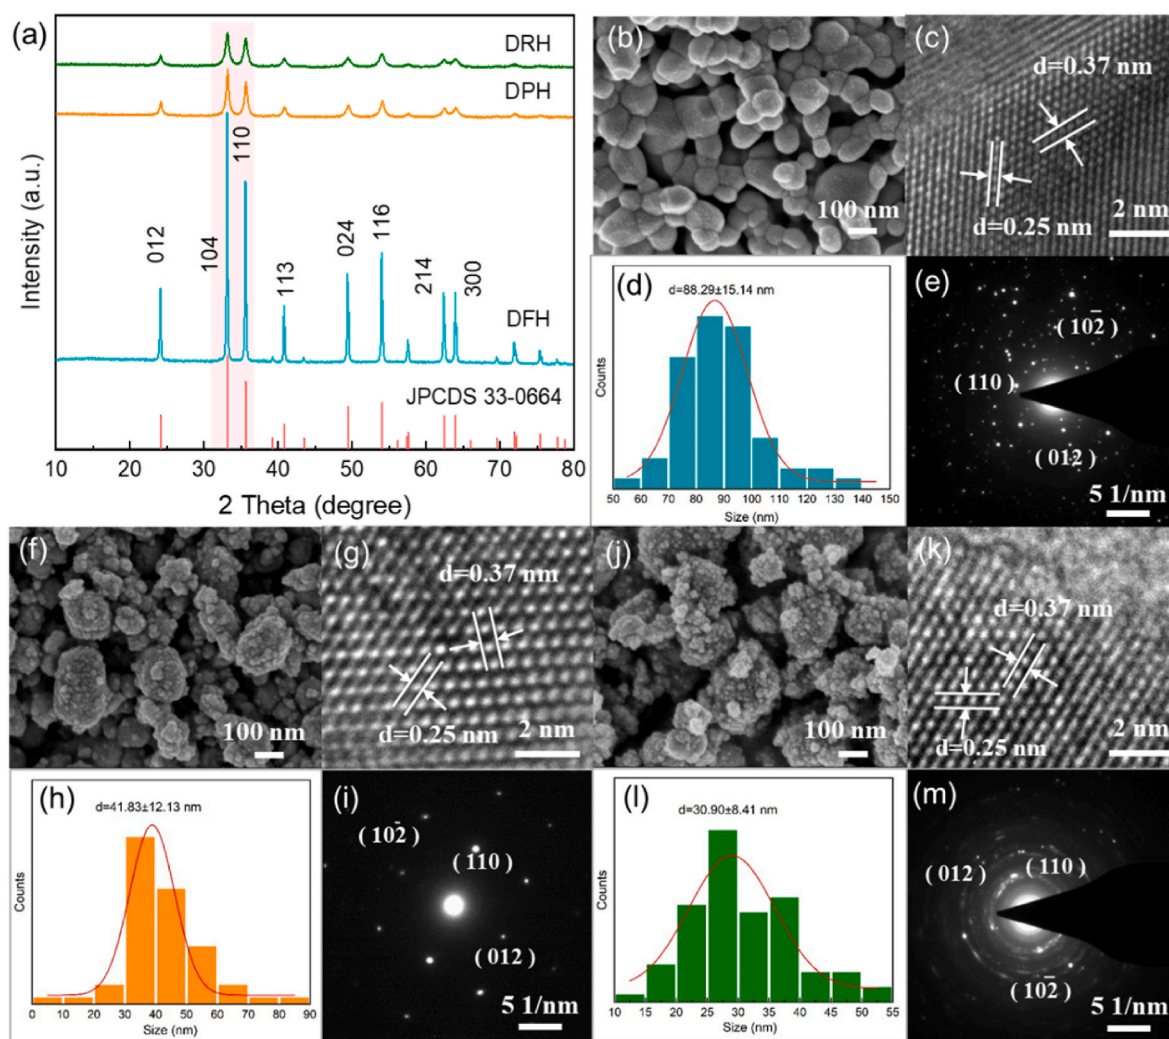 (a)
DRH
DPH
Intensity (a.u.)
012
104
110
113
024
116
214
300
DFH
JPCDS 33-0664
10 20 30 40 50 60 70 80
2 Theta (degree)
(b)
100 nm
(c)
d=0.37 nm
d=0.25 nm
2 nm
(d)
d=88.29±15.14 nm
Counts
50 60 70 80 90 100 110 120 130 140 150
Size (nm)
(e)
(102̅)
(110)
(012)
5 1/nm
(f)
100 nm
(g)
d=0.37 nm
d=0.25 nm
2 nm
(j)
100 nm
(k)
d=0.37 nm
d=0.25 nm
2 nm
(h)
d=41.83±12.13 nm
Counts
0 10 20 30 40 50 60 70 80 90
Size (nm)
(i)
(102̅)
(110)
(012)
5 1/nm
(l)
d=30.90±8.41 nm
Counts
10 15 20 25 30 35 40 45 50 55
Size (nm)
(m)
(012)
(110)
(102̅)
5 1/nm